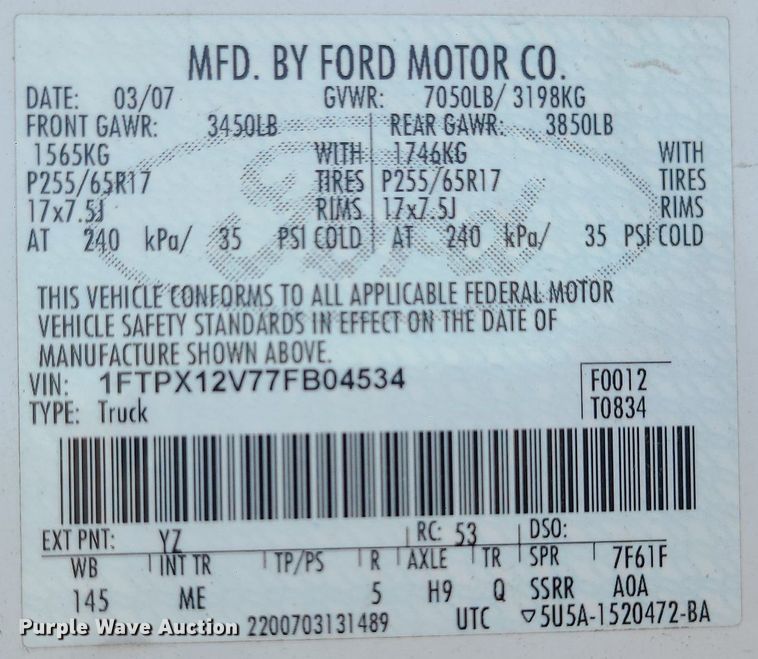 MFD. BY FORD MOTOR CO.
DATE: 03/07 GVWR: 7050LB/ 3198KG
FRONT GAWR: 3450LB REAR GAWR: 3850LB
1565KG WITH 1746KG WITH
P255/65R17 TIRES P255/65R17 TIRES
17x7.5J RIMS 17x7.5J RIMS
AT 240 kPa/ 35 PSI COLD AT 240 kPa/ 35 PSI COLD
Ford
THIS VEHICLE CONFORMS TO ALL APPLICABLE FEDERAL MOTOR
VEHICLE SAFETY STANDARDS IN EFFECT ON THE DATE OF
MANUFACTURE SHOWN ABOVE.
VIN: 1FTPX12V77FB04534 F0012
TYPE: Truck T0834
EXT PNT: YZ RC: 53 DSO:
WB INT TR TP/PS R AXLE TR SPR 7F61F
145 ME 5 H9 Q SSRR A0A
Purple Wave Auction 2200703131489 UTC ▽5U5A-1520472-BA